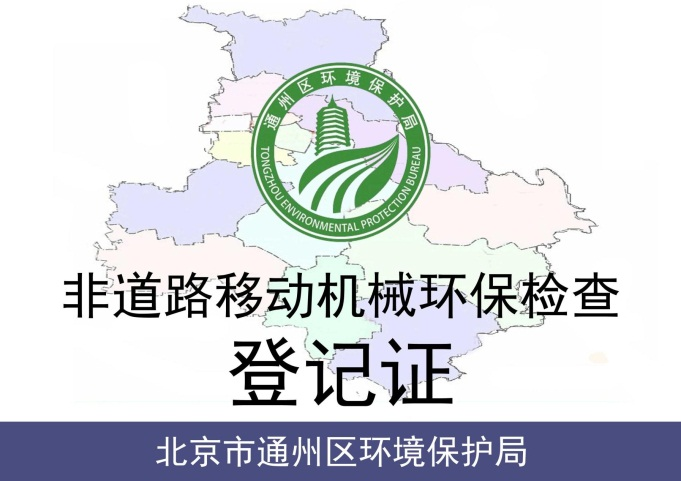 通州区环境保护局
TONGZHOU ENVIRONMENTAL PROTECTION BUREAU
非道路移动机械环保检查
登记证
北京市通州区环境保护局